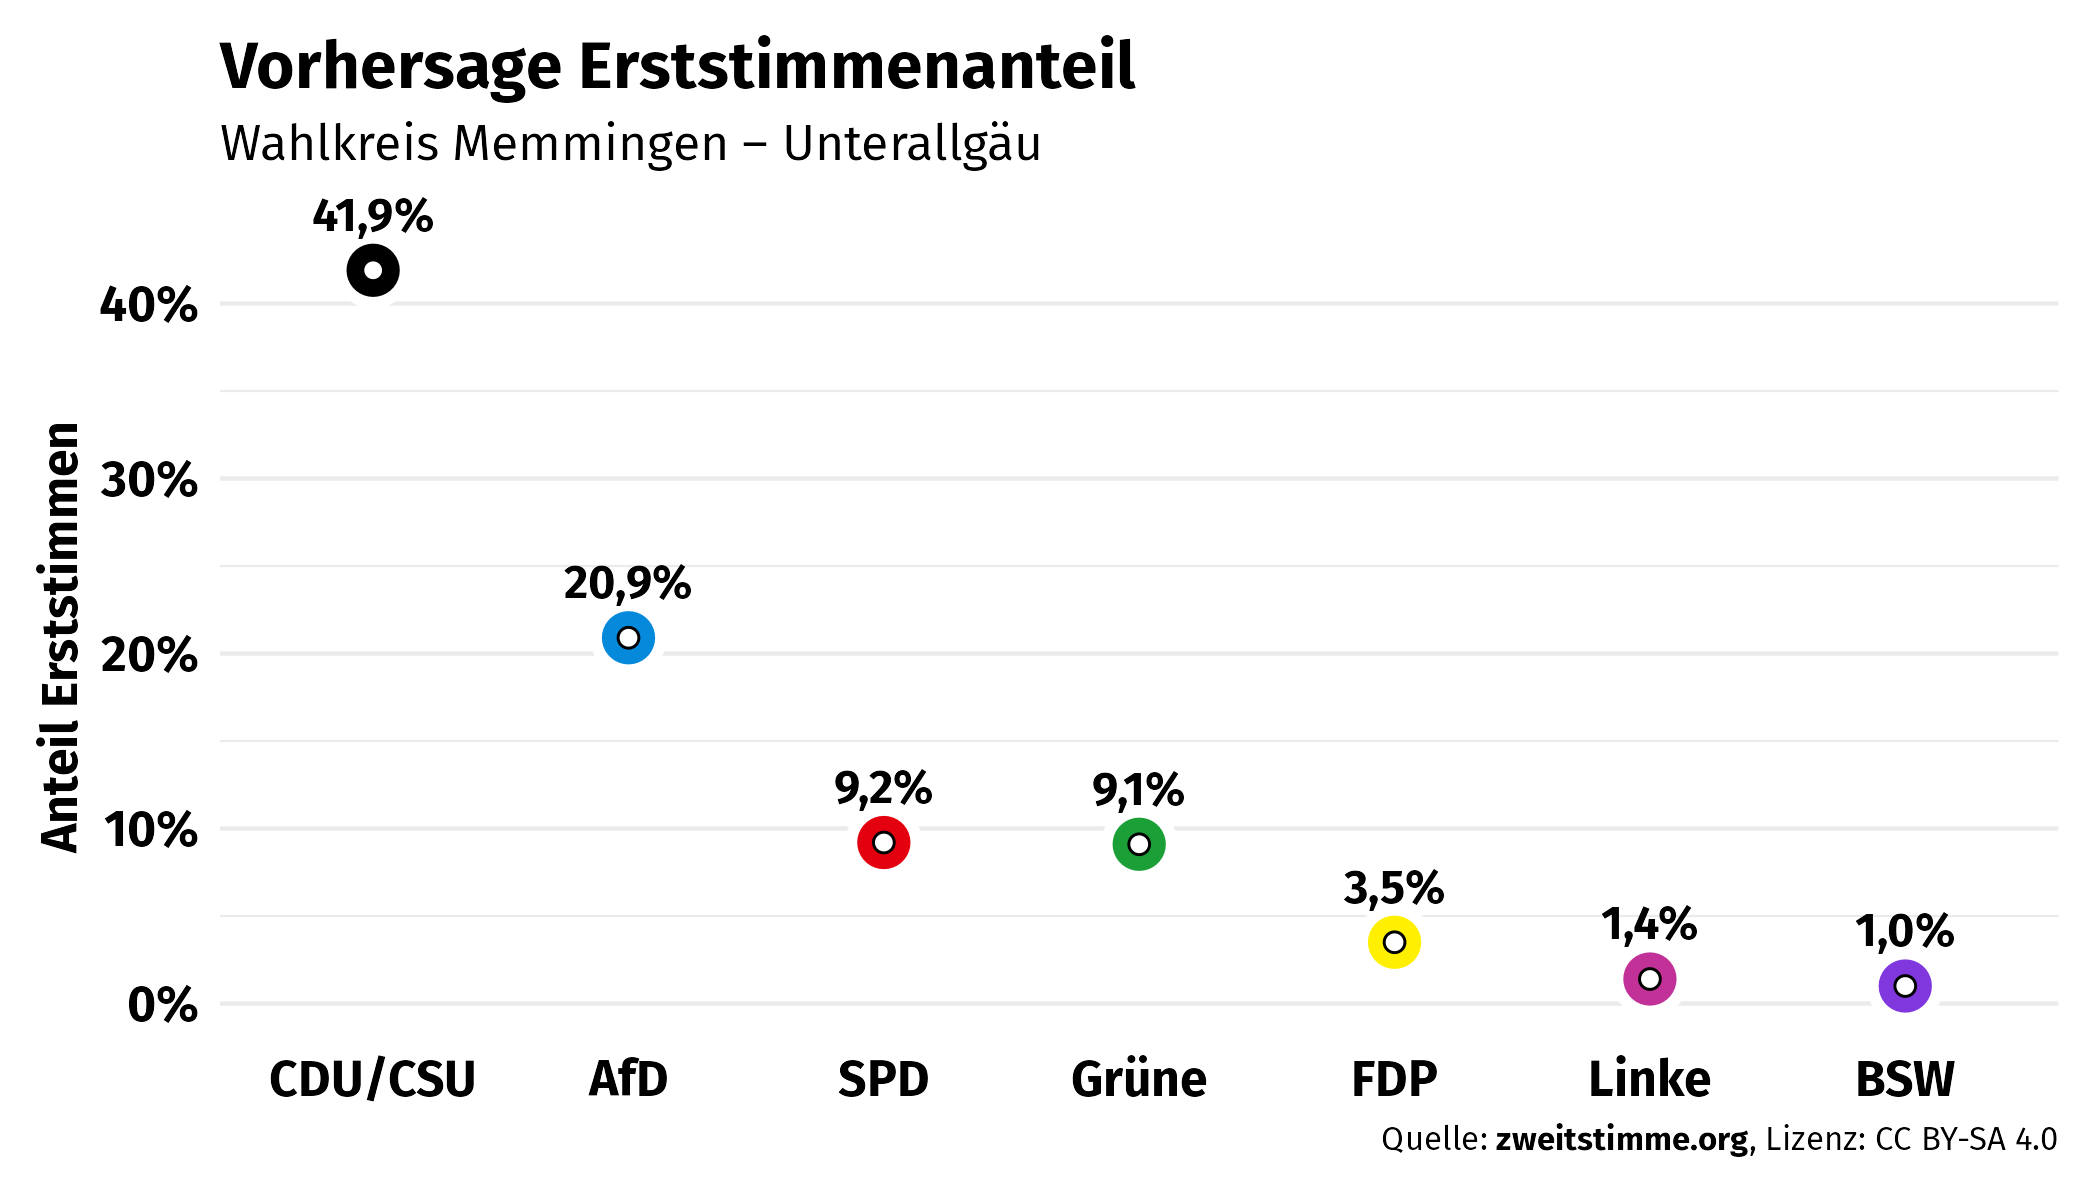 Vorhersage Erststimmenanteil
Wahlkreis Memmingen – Unterallgäu
41,9%
40%
30%
20,9%
20%
9,2%
9,1%
10%
3,5%
1,4%
1,0%
0%
Anteil Erststimmen
CDU/CSU AfD SPD Grüne FDP Linke BSW
Quelle: zweitstimme.org, Lizenz: CC BY-SA 4.0